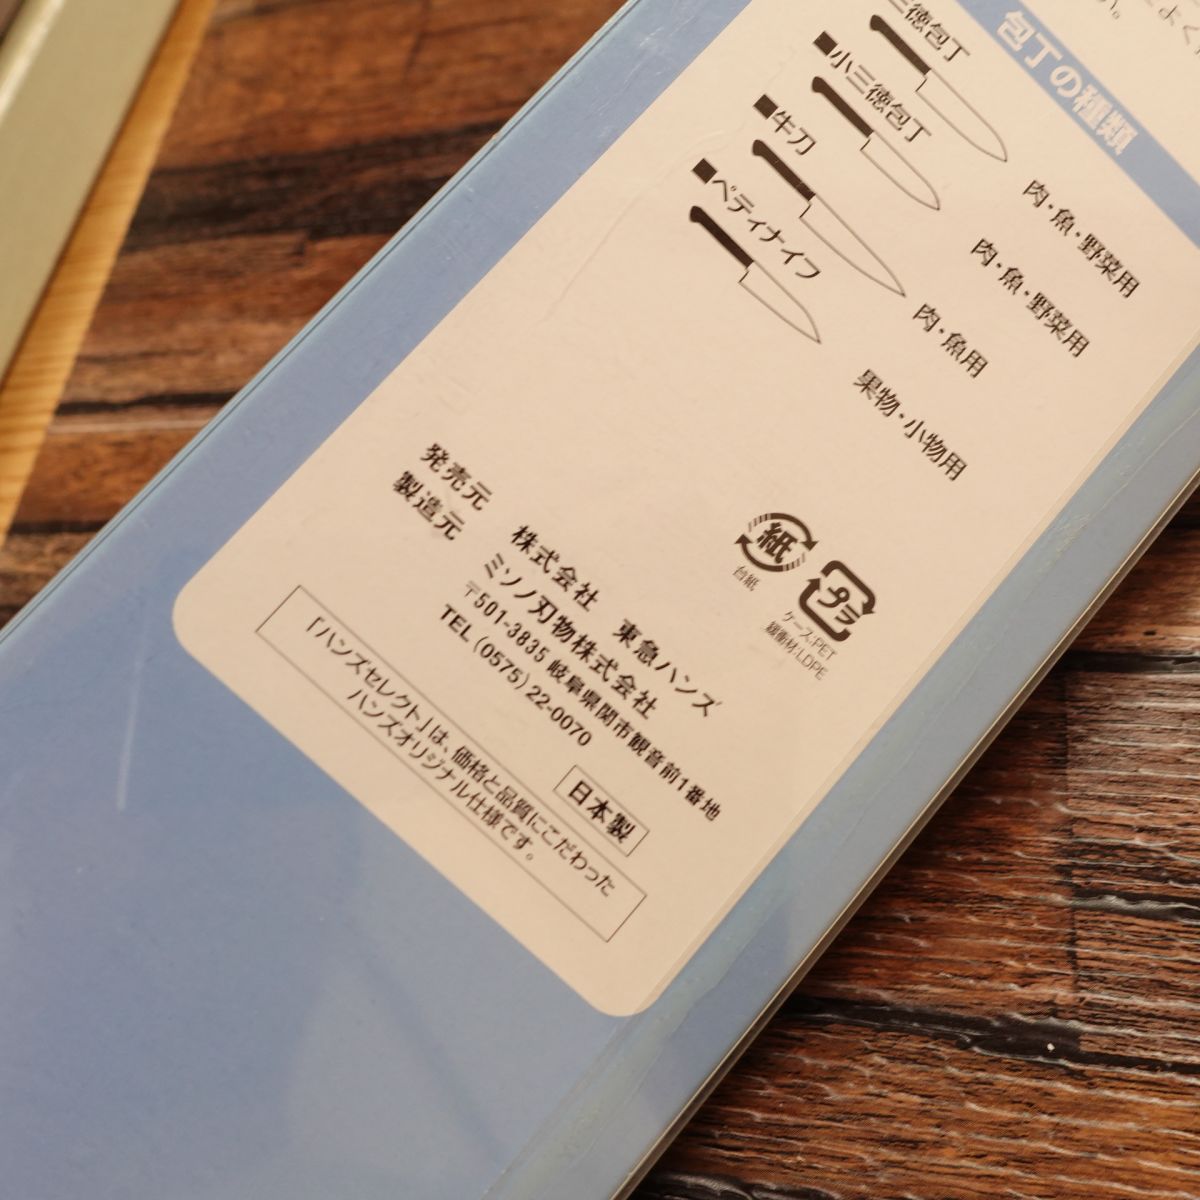 包丁の種類
三徳包丁
肉・魚・野菜用
■小三徳包丁
肉・魚・野菜用
■牛刀
肉・魚用
■ペティナイフ
果物・小物用
紙
台紙
プラ
ケース:PET
緩衝材:LDPE
発売元 株式会社 東急ハンズ
製造元 ミソノ刃物株式会社
〒501-3835 岐阜県関市観音前1番地
TEL (0575) 22-0070
日本製
「ハンズセレクト」は、価格と品質にこだわった
ハンズオリジナル仕様です。